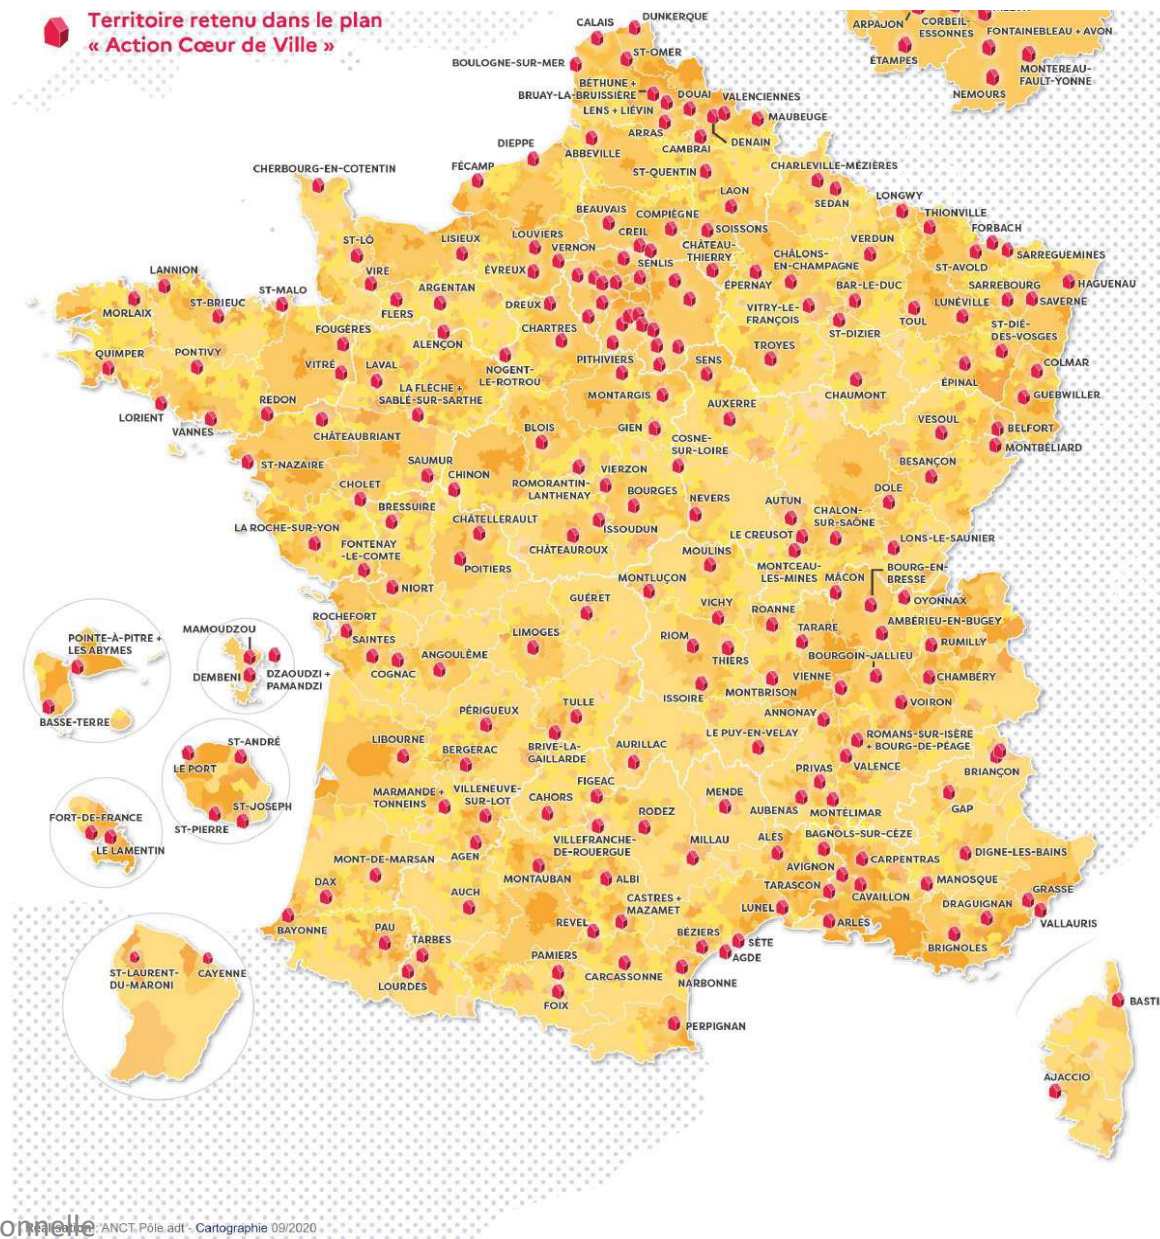 Territoire retenu dans le plan
« Action Cœur de Ville »
ARPAJON
CORBEIL-
ESSONNES
FONTAINEBLEAU + AVON
ÉTAMPES
MONTEREAU-
FAULT-YONNE
NEMOURS
CALAIS
DUNKERQUE
ST-OMER
BOULOGNE-SUR-MER
BÉTHUNE +
BRUAY-LA-BRUISSIÈRE
DOUAI
VALENCIENNES
LENS + LIÉVIN
MAUBEUGE
ARRAS
CAMBRAI
DENAIN
DIEPPE
ABBEVILLE
CHERBOURG-EN-COTENTIN
FÉCAMP
ST-QUENTIN
CHARLEVILLE-MÉZIÈRES
LAON
SEDAN
LONGWY
THIONVILLE
BEAUVAIS
COMPIÈGNE
FORBACH
ST-LÔ
LISIEUX
LOUVIERS
CREIL
SOISSONS
VERDUN
VERNON
CHÂTEAU-
THIERRY
CHÂLONS-
EN-CHAMPAGNE
SARREGUEMINES
LANNION
VIRE
ÉVREUX
SENLIS
ST-AVOLD
ST-MALO
ARGENTAN
ÉPERNAY
BAR-LE-DUC
SARREBOURG
HAGUENAU
MORLAIX
ST-BRIEUC
FLERS
DREUX
VITRY-LE-
FRANÇOIS
LUNÉVILLE
SAVERNE
FOUGÈRES
ALENÇON
CHARTRES
ST-DIZIER
TOUL
ST-DIÉ-
DES-VOSGES
QUIMPER
PONTIVY
VITRÉ
LAVAL
NOGENT-
LE-ROTROU
PITHIVIERS
SENS
TROYES
COLMAR
LA FLÈCHE +
SABLÉ-SUR-SARTHE
ÉPINAL
LORIENT
REDON
MONTARGIS
AUXERRE
CHAUMONT
GUEBWILLER
VANNES
CHÂTEAUBRIANT
BLOIS
GIEN
VESOUL
BELFORT
COSNE-
SUR-LOIRE
MONTBÉLIARD
ST-NAZAIRE
SAUMUR
CHINON
ROMORANTIN-
LANTHENAY
VIERZON
BESANÇON
CHOLET
BOURGES
NEVERS
AUTUN
DOLE
BRESSUIRE
CHÂTELLERAULT
ISSOUDUN
CHALON-
SUR-SAÔNE
LA ROCHE-SUR-YON
LE CREUSOT
LONS-LE-SAUNIER
FONTENAY
-LE-COMTE
CHÂTEAUROUX
MOULINS
POITIERS
MONTCEAU-
LES-MINES
MÂCON
BOURG-EN-
BRESSE
NIORT
MONTLUÇON
OYONNAX
GUÉRET
VICHY
ROANNE
AMBÉRIEU-EN-BUGEY
ROCHEFORT
LIMOGES
RIOM
TARARE
RUMILLY
SAINTES
THIERS
BOURGOIN-JALLIEU
ANGOULÊME
COGNAC
ISSOIRE
MONTBRISON
VIENNE
CHAMBÉRY
VOIRON
POINTE-À-PITRE +
LES ABYMES
MAMOUDZOU
DEMBENI
DZAOUDZI +
PAMANDZI
BASSE-TERRE
TULLE
ANNONAY
PÉRIGUEUX
LIBOURNE
BERGERAC
BRIVE-LA-
GAILLARDE
AURILLAC
LE PUY-EN-VELAY
ROMANS-SUR-ISÈRE
+ BOURG-DE-PÉAGE
ST-ANDRÉ
LE PORT
VALENCE
BRIANÇON
PRIVAS
ST-JOSEPH
ST-PIERRE
MARMANDE +
TONNEINS
VILLENEUVE-
SUR-LOT
CAHORS
FIGEAC
RODEZ
MENDE
AUBENAS
MONTÉLIMAR
GAP
FORT-DE-FRANCE
LE LAMENTIN
MONT-DE-MARSAN
AGEN
VILLEFRANCHE-
DE-ROUERGUE
MILLAU
ALÈS
BAGNOLS-SUR-CÈZE
CARPENTRAS
DIGNE-LES-BAINS
DAX
MONTAUBAN
ALBI
AVIGNON
MANOSQUE
AUCH
TARASCON
CAVAILLON
GRASSE
CASTRES +
MAZAMET
LUNEL
DRAGUIGNAN
BAYONNE
PAU
REVEL
ARLES
VALLAURIS
TARBES
BÉZIERS
SÈTE
BRIGNOLES
LOURDES
PAMIERS
AGDE
CARCASSONNE
NARBONNE
FOIX
ST-LAURENT-
DU-MARONI
CAYENNE
PERPIGNAN
BASTI
AJACCIO
onnelle
Réalisation : ANCT Pôle adt - Cartographie 09/2020